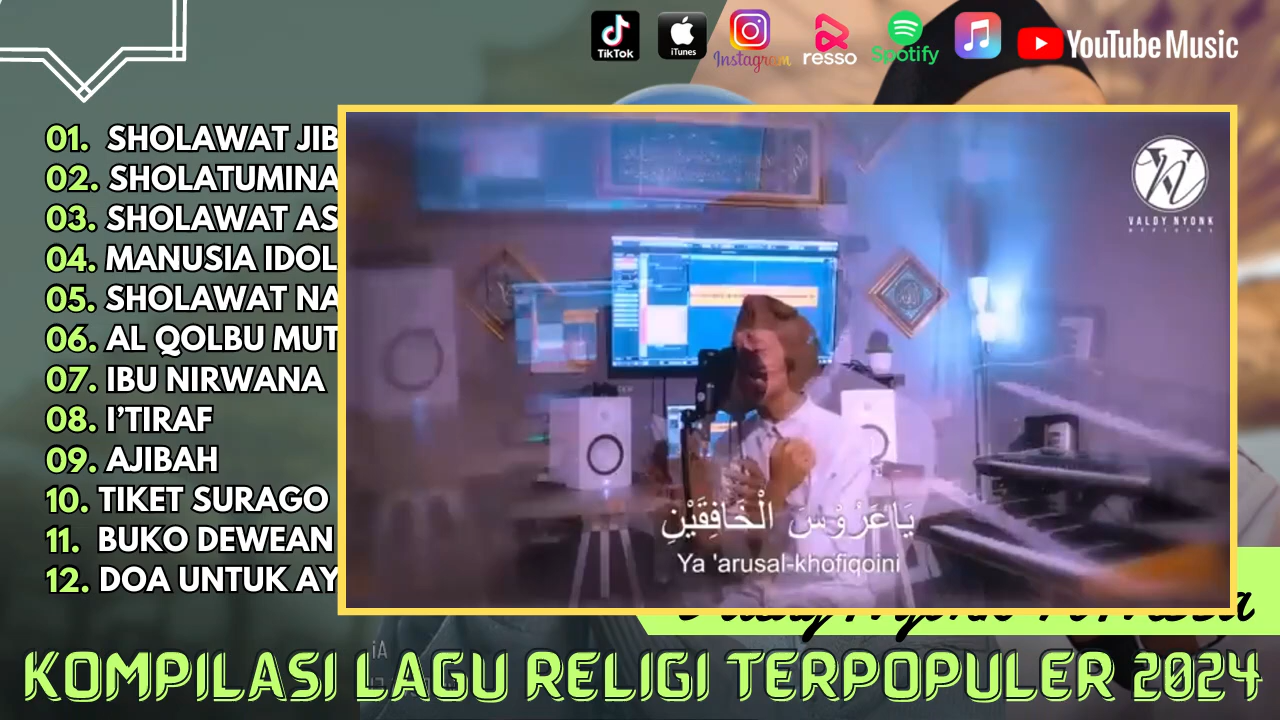 TikTok
iTunes
Instagram
resso
Spotify
YouTube Music
01. SHOLAWAT JIB
02. SHOLATUMINA
03. SHOLAWAT AS
04. MANUSIA IDOL
05. SHOLAWAT NA
06. AL QOLBU MUT
07. IBU NIRWANA
08. I’TIRAF
09. AJIBAH
10. TIKET SURAGO
11. BUKO DEWEAN
12. DOA UNTUK AY
VALDY NYONK
OFFICIAL
يَاعَرُوْسَ الْخَافِقَيْنِ
Ya 'arusal-khofiqoini
KOMPILASI LAGU RELIGI TERPOPULER 2024